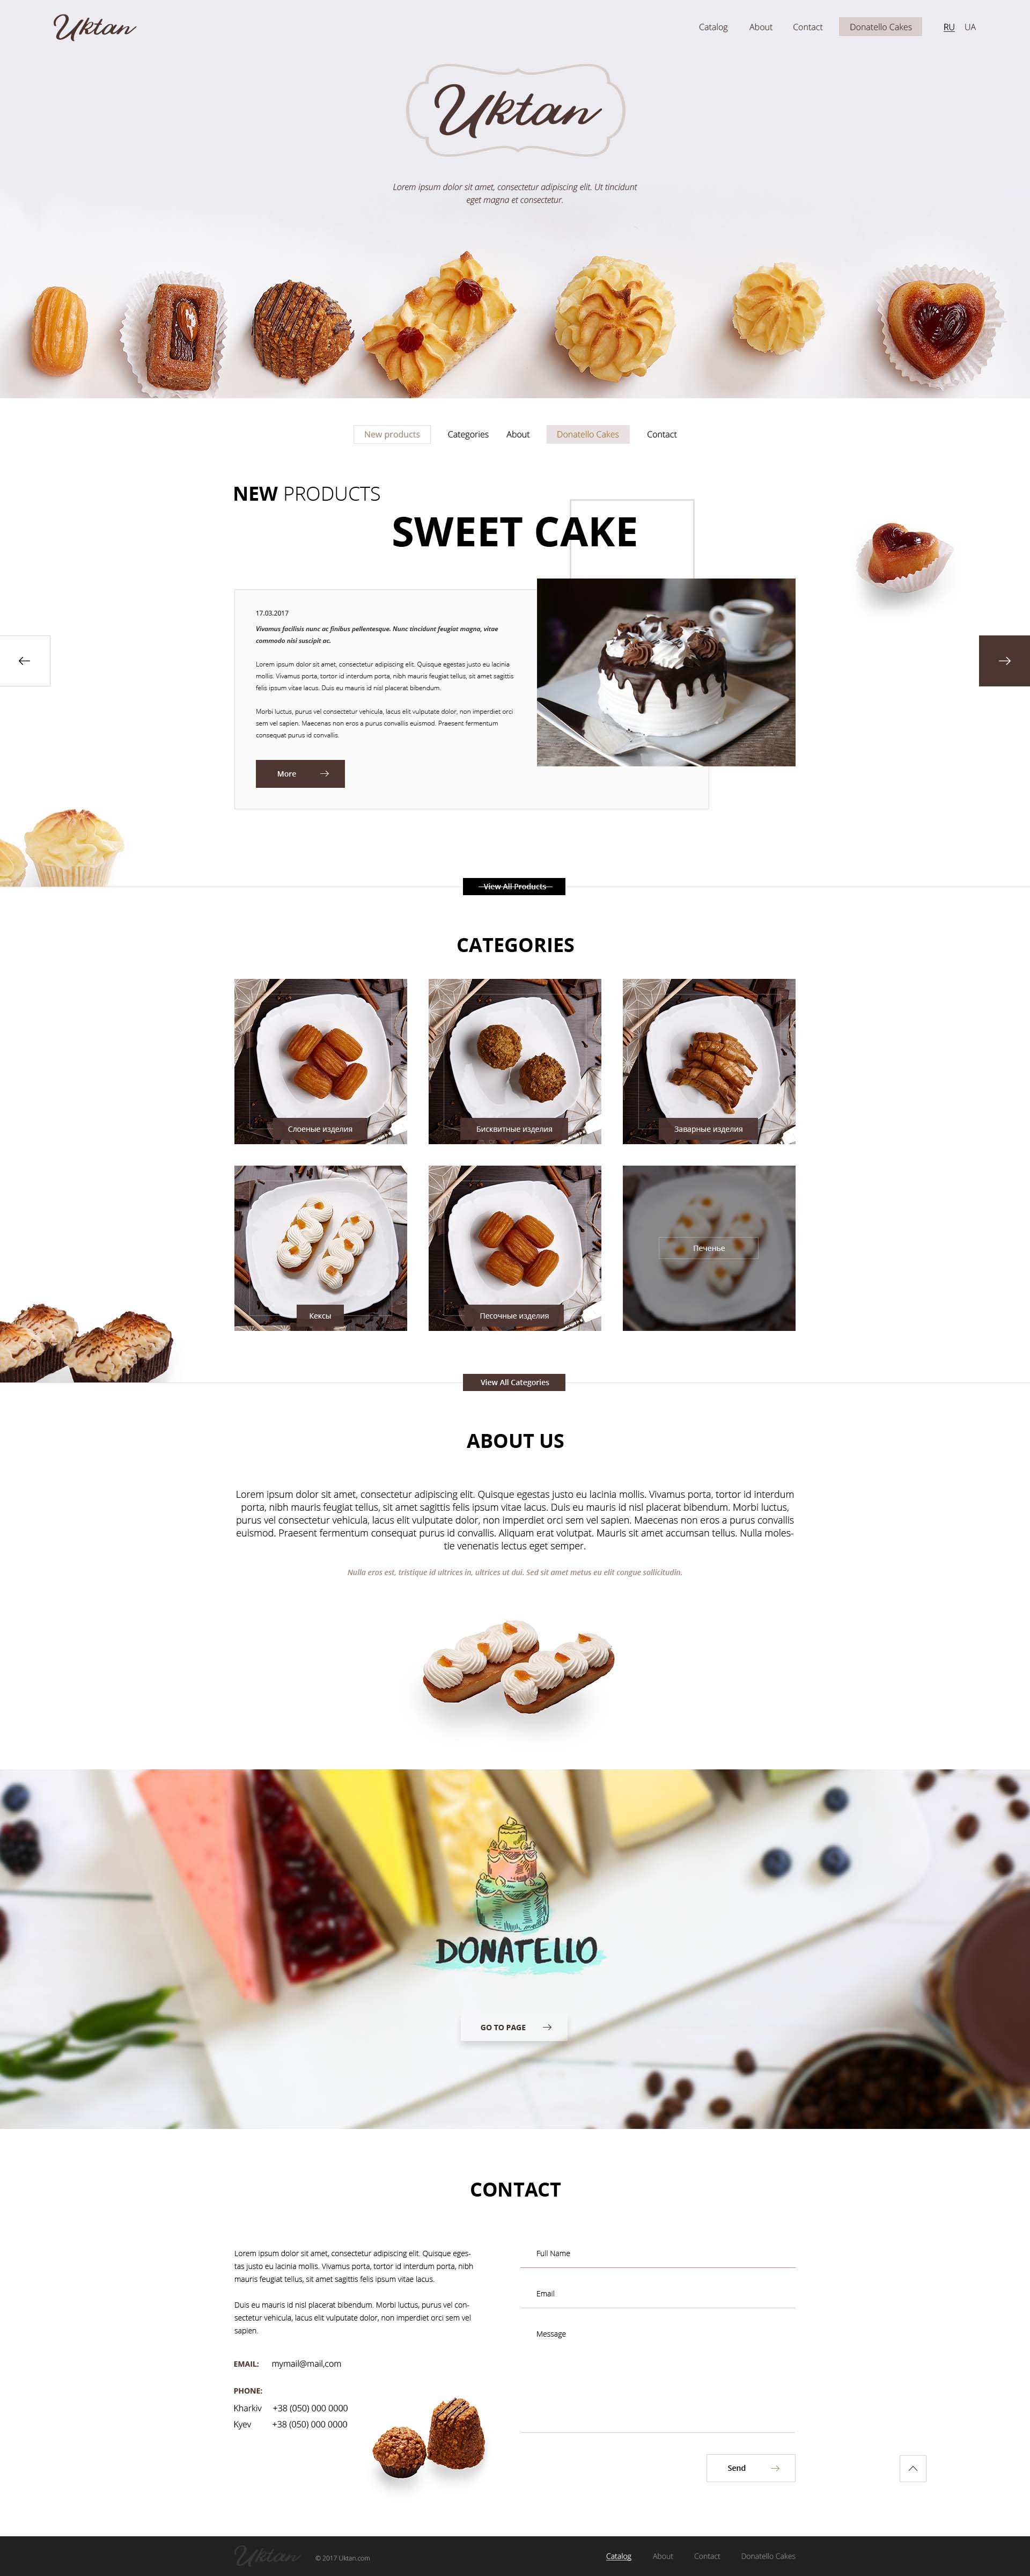 Uktan
Catalog About Contact Donatello Cakes RU UA
Uktan
Lorem ipsum dolor sit amet, consectetur adipiscing elit. Ut tincidunt
eget magna et consectetur.
New products Categories About Donatello Cakes Contact
NEW PRODUCTS
SWEET CAKE
17.03.2017
Vivamus facilisis nunc ac finibus pellentesque. Nunc tincidunt feugiat magna, vitae
commodo nisi suscipit ac.
Lorem ipsum dolor sit amet, consectetur adipiscing elit. Quisque egestas justo eu lacinia
mollis. Vivamus porta, tortor id interdum porta, nibh mauris feugiat tellus, sit amet sagittis
felis ipsum vitae lacus. Duis eu mauris id nisl placerat bibendum.
Morbi luctus, purus vel consectetur vehicula, lacus elit vulputate dolor, non imperdiet orci
sem vel sapien. Maecenas non eros a purus convallis euismod. Praesent fermentum
consequat purus id convallis.
More
View All Products
CATEGORIES
Слоеные изделия
Бисквитные изделия
Заварные изделия
Кексы
Песочные изделия
Печенье
View All Categories
ABOUT US
Lorem ipsum dolor sit amet, consectetur adipiscing elit. Quisque egestas justo eu lacinia mollis. Vivamus porta, tortor id interdum
porta, nibh mauris feugiat tellus, sit amet sagittis felis ipsum vitae lacus. Duis eu mauris id nisl placerat bibendum. Morbi luctus,
purus vel consectetur vehicula, lacus elit vulputate dolor, non imperdiet orci sem vel sapien. Maecenas non eros a purus convallis
euismod. Praesent fermentum consequat purus id convallis. Aliquam erat volutpat. Mauris sit amet accumsan tellus. Nulla moles-
tie venenatis lectus eget semper.
Nulla eros est, tristique id ultrices in, ultrices ut dui. Sed sit amet metus eu elit congue sollicitudin.
DONATELLO
GO TO PAGE
CONTACT
Lorem ipsum dolor sit amet, consectetur adipiscing elit. Quisque eges-
tas justo eu lacinia mollis. Vivamus porta, tortor id interdum porta, nibh
mauris feugiat tellus, sit amet sagittis felis ipsum vitae lacus.
Duis eu mauris id nisl placerat bibendum. Morbi luctus, purus vel con-
sectetur vehicula, lacus elit vulputate dolor, non imperdiet orci sem vel
sapien.
EMAIL: mymail@mail,com
PHONE:
Kharkiv +38 (050) 000 0000
Kyev +38 (050) 000 0000
Full Name
Email
Message
Send
Uktan
© 2017 Uktan.com
Catalog About Contact Donatello Cakes